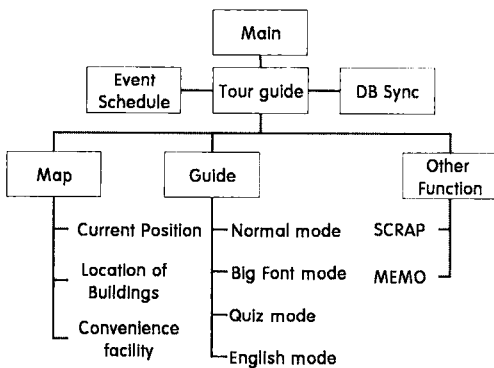 Main
Event
Schedule
Tour guide
DB Sync
Map
Guide
Other
Function
Current Position
Location of
Buildings
Convenience
facility
Normal mode
Big Font mode
Quiz mode
English mode
SCRAP
MEMO